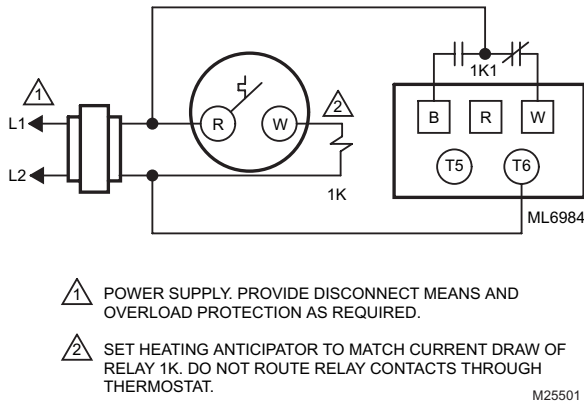 1K1
1
2
L1
R
W
B
R
W
T5
T6
L2
1K
ML6984
1 POWER SUPPLY. PROVIDE DISCONNECT MEANS AND
OVERLOAD PROTECTION AS REQUIRED.
2 SET HEATING ANTICIPATOR TO MATCH CURRENT DRAW OF
RELAY 1K. DO NOT ROUTE RELAY CONTACTS THROUGH
THERMOSTAT.
M25501